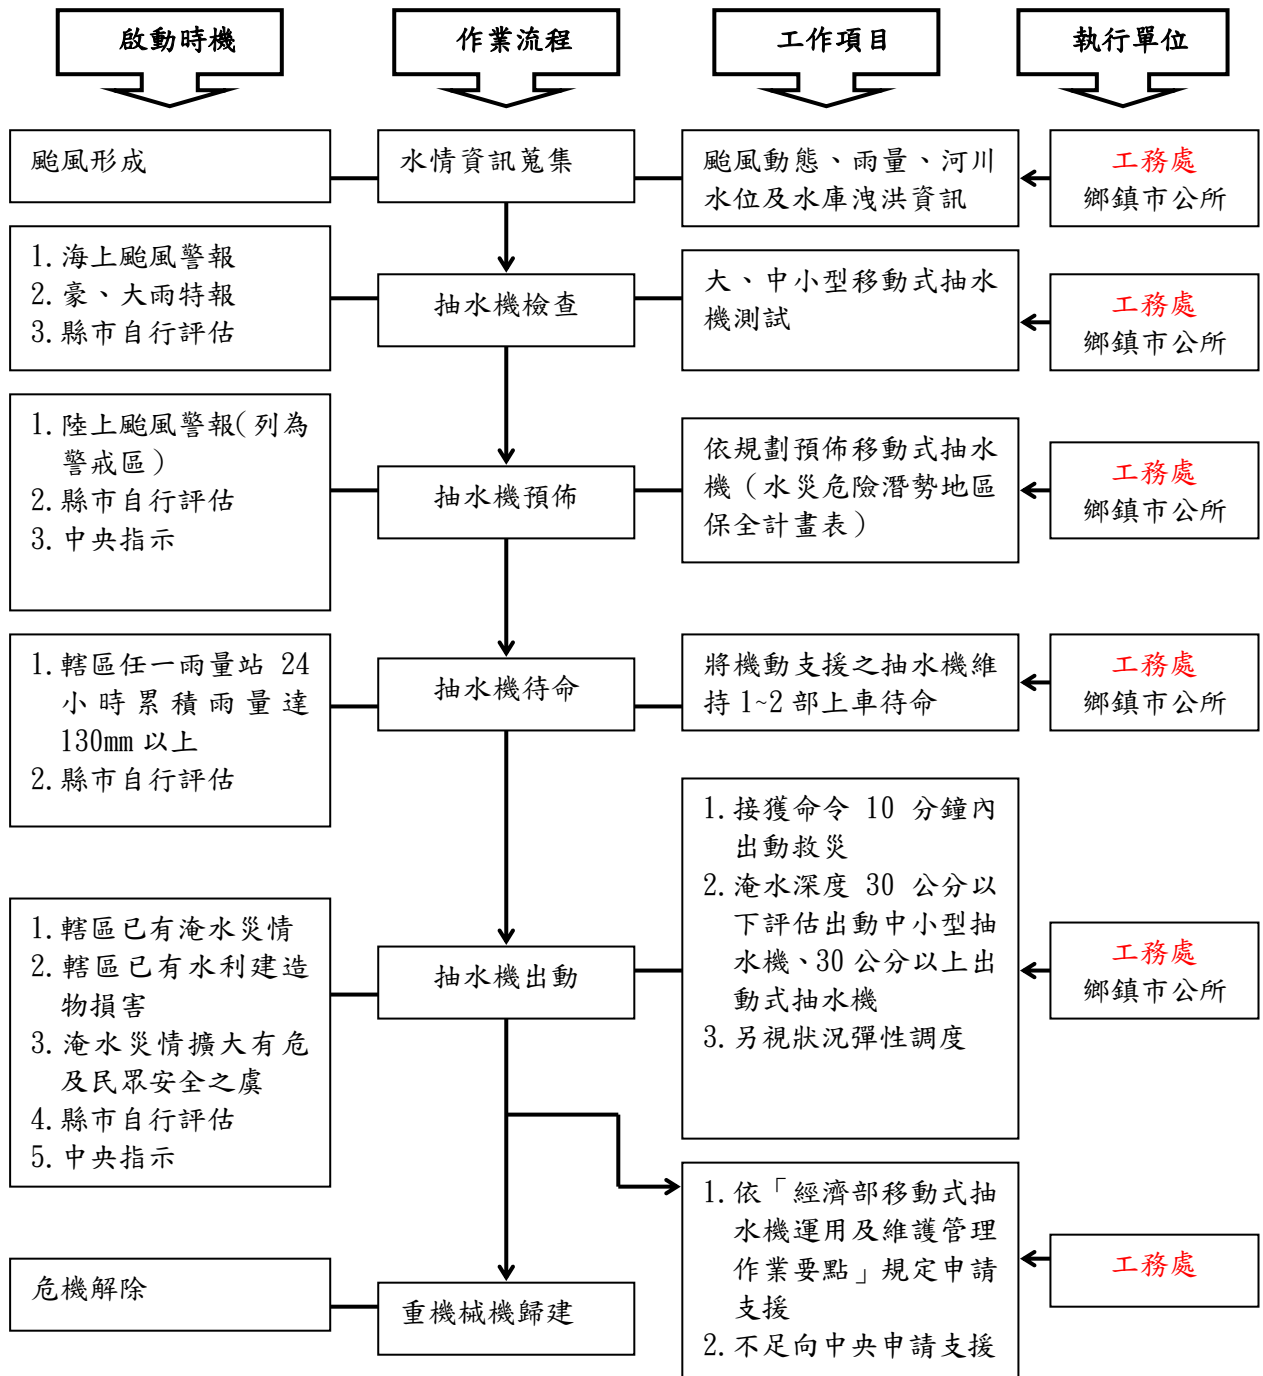 啟動時機
作業流程
工作項目
執行單位
颱風形成
水情資訊蒐集
颱風動態、雨量、河川
水位及水庫洩洪資訊
工務處
鄉鎮市公所
1.海上颱風警報
2.豪、大雨特報
3.縣市自行評估
抽水機檢查
大、中小型移動式抽水
機測試
工務處
鄉鎮市公所
1.陸上颱風警報(列為
警戒區)
2.縣市自行評估
3.中央指示
抽水機預佈
依規劃預佈移動式抽水
機(水災危險潛勢地區
保全計畫表)
工務處
鄉鎮市公所
1.轄區任一雨量站 24
小時累積雨量達
130mm 以上
2.縣市自行評估
抽水機待命
將機動支援之抽水機維
持 1~2 部上車待命
工務處
鄉鎮市公所
1.轄區已有淹水災情
2.轄區已有水利建造
物損害
3.淹水災情擴大有危
及民眾安全之虞
4.縣市自行評估
5.中央指示
抽水機出動
1.接獲命令 10 分鐘內
出動救災
2.淹水深度 30 公分以
下評估出動中小型抽
水機、30 公分以上出
動式抽水機
3.另視狀況彈性調度
工務處
鄉鎮市公所
1.依「經濟部移動式抽
水機運用及維護管理
作業要點」規定申請
支援
2.不足向中央申請支援
工務處
危機解除
重機械機歸建